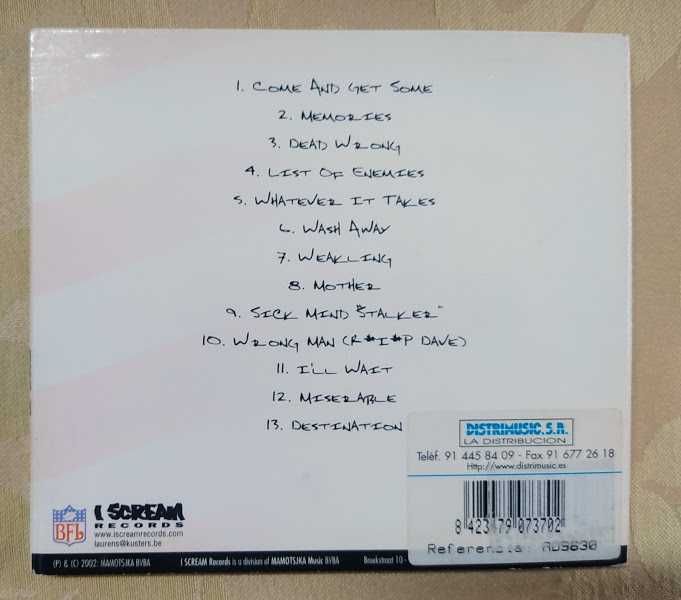 1. COME AND GET SOME
2. MEMORIES
3. DEAD WRONG
4. LIST OF ENEMIES
5. WHATEVER IT TAKES
6. WASH AWAY
7. WEAKLING
8. MOTHER
9. SICK MIND "STALKER"
10. WRONG MAN (R*I*P DAVE)
11. I'LL WAIT
12. MISERABLE
13. DESTINATION
DISTRIMUSIC. S.A.
LA DISTRIBUCION
Teléf. 91 445 84 09 - Fax 91 677 26 18
Http://www.distrimusic.es
8 423479 073702
Referencia: AD9630
BFL
I SCREAM
RECORDS
www.iscreamrecords.com
laurens@kusters.be
(P) & (C) 2002: MAMOTSJKA BVBA I SCREAM Records is a division of MAMOTSJKA Music BVBA Broekstraat 10 -